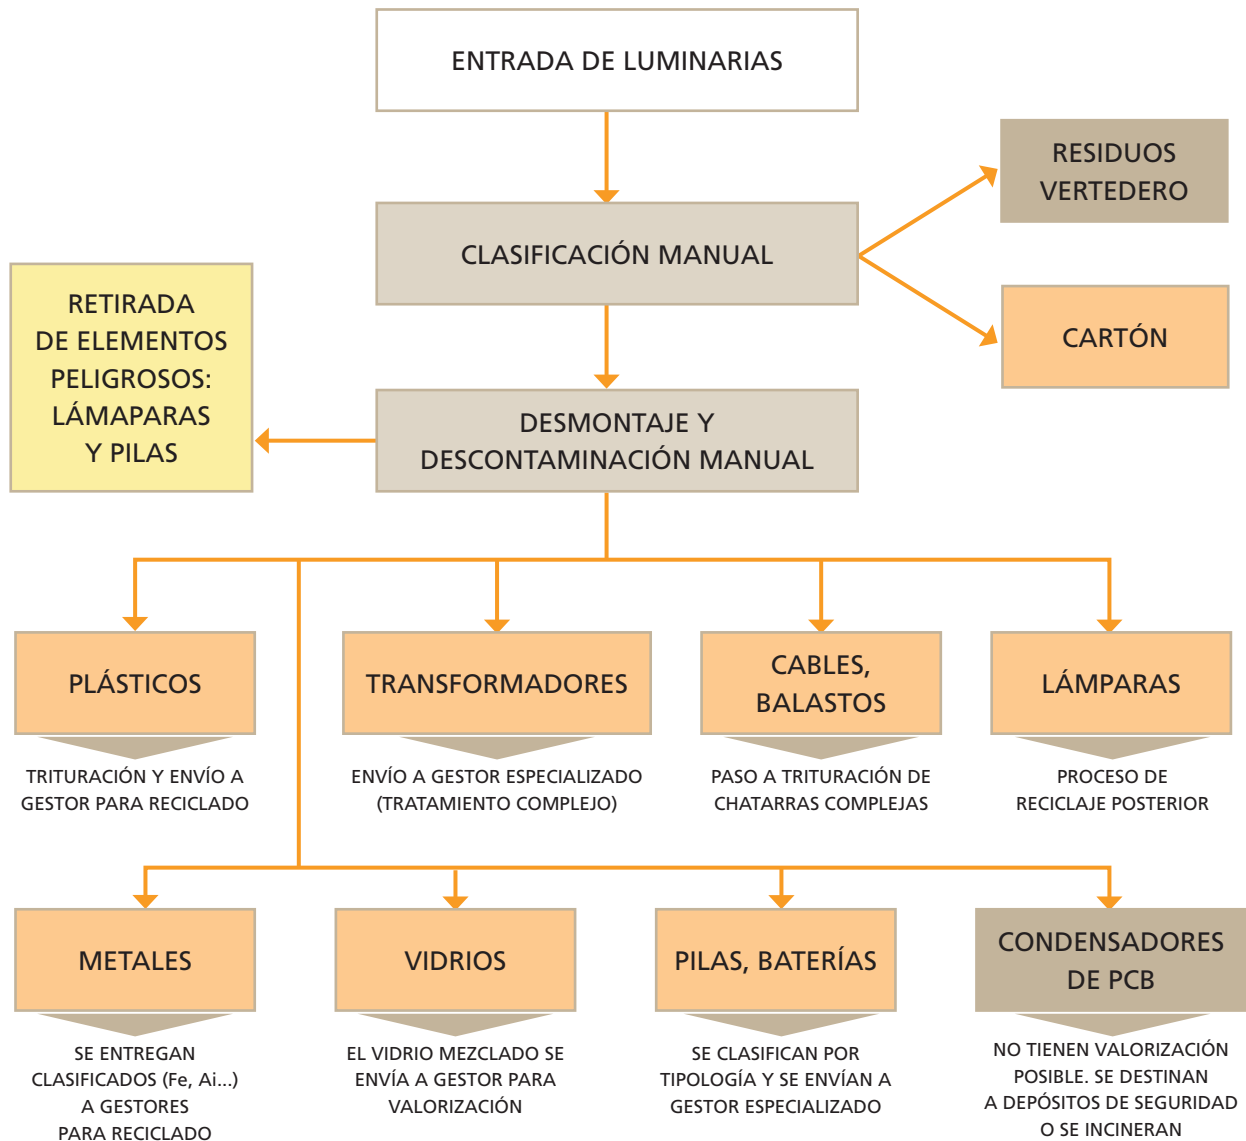 ENTRADA DE LUMINARIAS
RESIDUOS
VERTEDERO
CLASIFICACIÓN MANUAL
CARTÓN
RETIRADA
DE ELEMENTOS
PELIGROSOS:
LÁMAPARAS
Y PILAS
DESMONTAJE Y
DESCONTAMINACIÓN MANUAL
PLÁSTICOS
TRITURACIÓN Y ENVÍO A
GESTOR PARA RECICLADO
TRANSFORMADORES
ENVÍO A GESTOR ESPECIALIZADO
(TRATAMIENTO COMPLEJO)
CABLES,
BALASTOS
PASO A TRITURACIÓN DE
CHATARRAS COMPLEJAS
LÁMPARAS
PROCESO DE
RECICLAJE POSTERIOR
METALES
SE ENTREGAN
CLASIFICADOS (Fe, Ai...)
A GESTORES
PARA RECICLADO
VIDRIOS
EL VIDRIO MEZCLADO SE
ENVÍA A GESTOR PARA
VALORIZACIÓN
PILAS, BATERÍAS
SE CLASIFICAN POR
TIPOLOGÍA Y SE ENVÍAN A
GESTOR ESPECIALIZADO
CONDENSADORES
DE PCB
NO TIENEN VALORIZACIÓN
POSIBLE. SE DESTINAN
A DEPÓSITOS DE SEGURIDAD
O SE INCINERAN